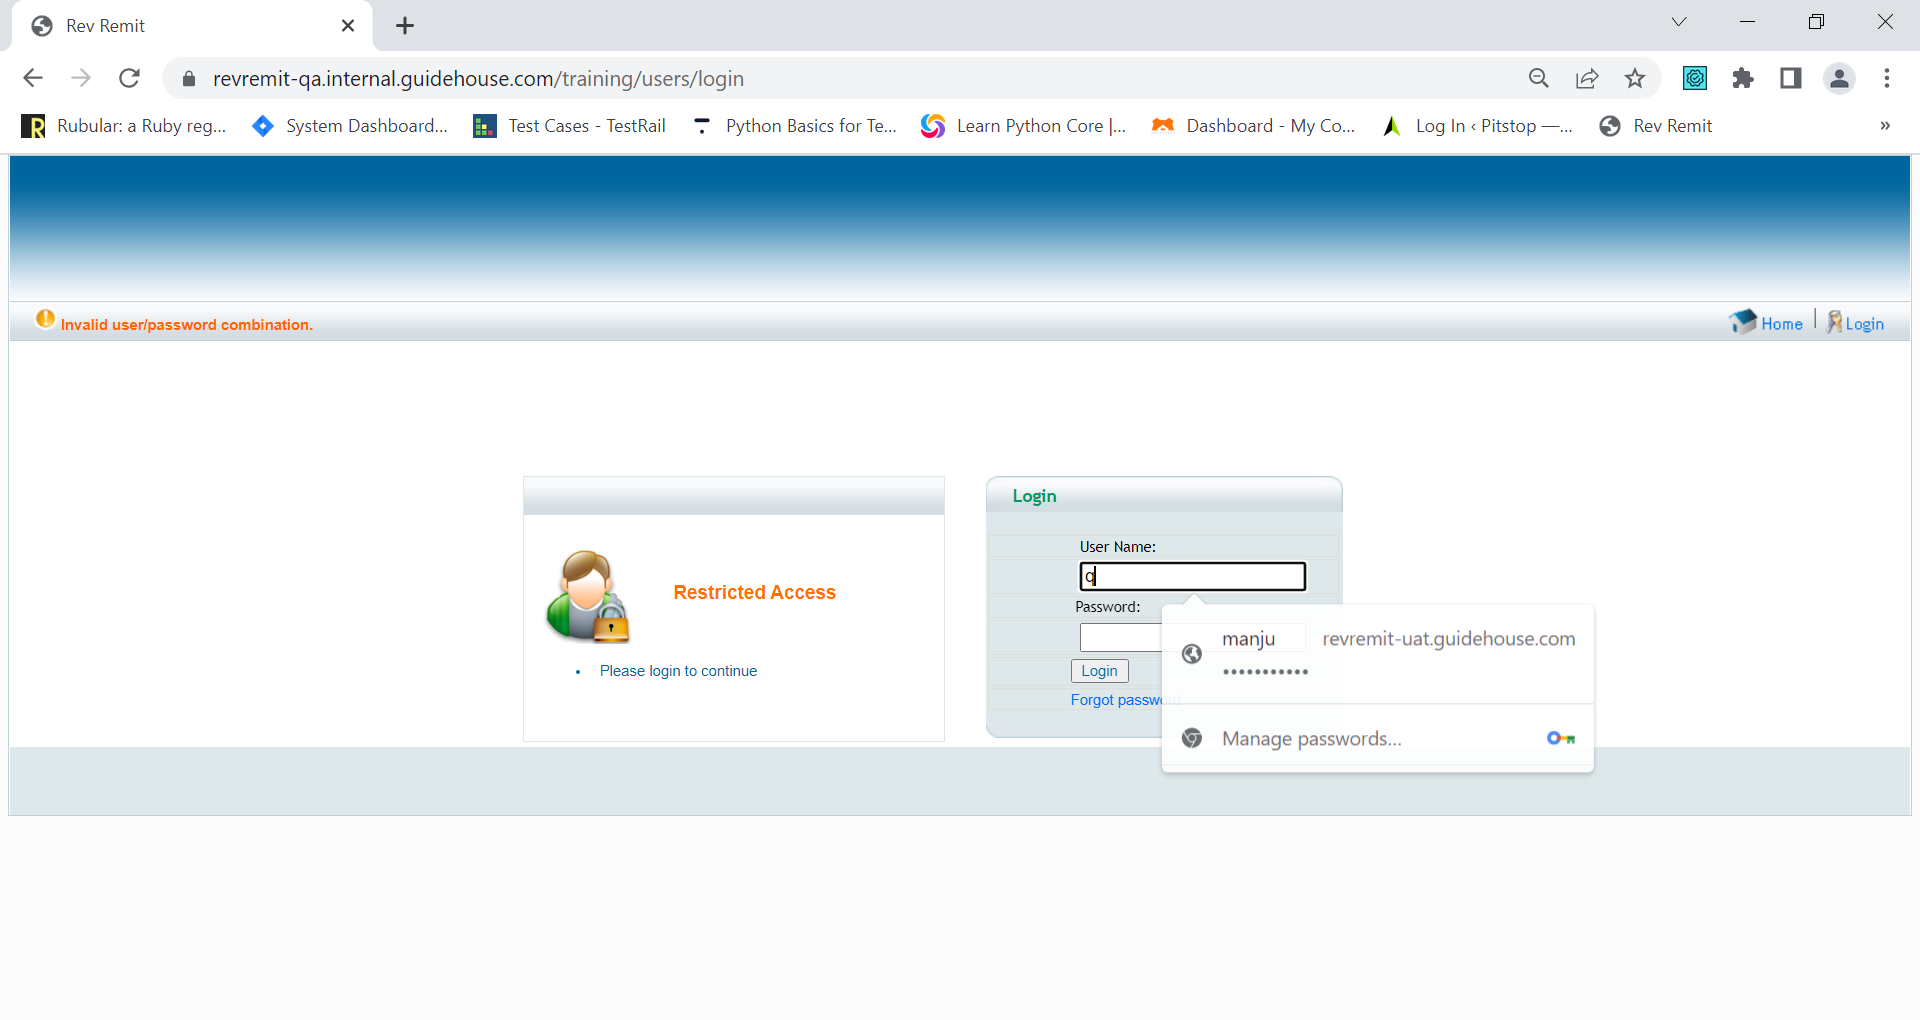 Rev Remit
revremit-qa.internal.guidehouse.com/training/users/login
Rubular: a Ruby reg...
System Dashboard...
Test Cases - TestRail
Python Basics for Te...
Learn Python Core |...
Dashboard - My Co...
Log In ‹ Pitstop —...
Rev Remit
»
Invalid user/password combination.
Home
Login
Login
User Name:
q
Restricted Access
Password:
manju revremit-uat.guidehouse.com
•••••••••••
Please login to continue
Login
Forgot password
Manage passwords...